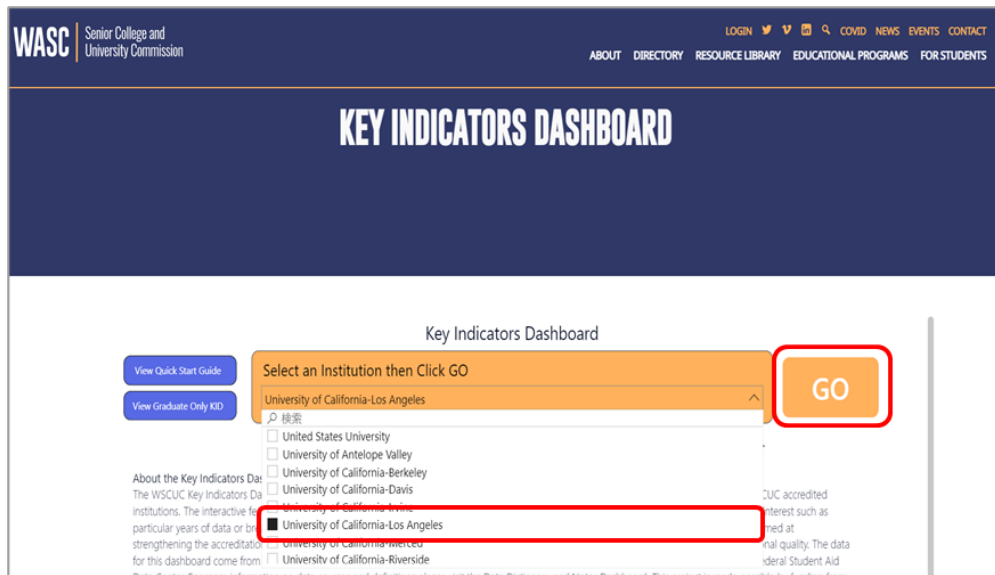 WASC
Senior College and
University Commission
LOGIN COVID NEWS EVENTS CONTACT
ABOUT DIRECTORY RESOURCE LIBRARY EDUCATIONAL PROGRAMS FOR STUDENTS
KEY INDICATORS DASHBOARD
Key Indicators Dashboard
View Quick Start Guide
View Graduate Only KID
Select an Institution then Click GO
University of California-Los Angeles
GO
検索
United States University
University of Antelope Valley
University of California-Berkeley
University of California-Davis
University of California-Irvine
University of California-Los Angeles
University of California-Merced
University of California-Riverside
About the Key Indicators Das
The WSCUC Key Indicators Da
CUC accredited
institutions. The interactive fe
nterest such as
particular years of data or bre
med at
strengthening the accreditatio
nal quality. The data
for this dashboard come from
ederal Student Aid